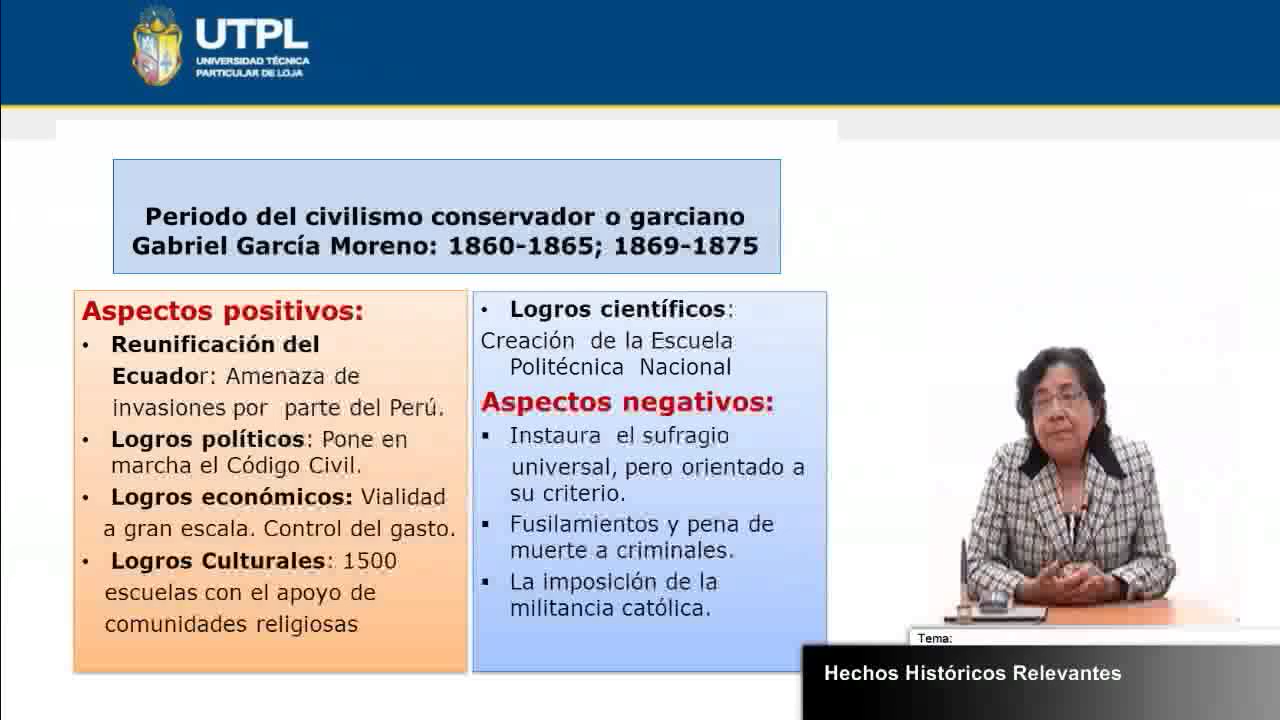 UTPL
UNIVERSIDAD TÉCNICA
PARTICULAR DE LOJA
Periodo del civilismo conservador o garciano
Gabriel García Moreno: 1860-1865; 1869-1875
Aspectos positivos:
• Reunificación del
Ecuador: Amenaza de
invasiones por parte del Perú.
• Logros políticos: Pone en
marcha el Código Civil.
• Logros económicos: Vialidad
a gran escala. Control del gasto.
• Logros Culturales: 1500
escuelas con el apoyo de
comunidades religiosas
• Logros científicos:
Creación de la Escuela
Politécnica Nacional
Aspectos negativos:
▪ Instaura el sufragio
universal, pero orientado a
su criterio.
▪ Fusilamientos y pena de
muerte a criminales.
▪ La imposición de la
militancia católica.
Tema:
Hechos Históricos Relevantes